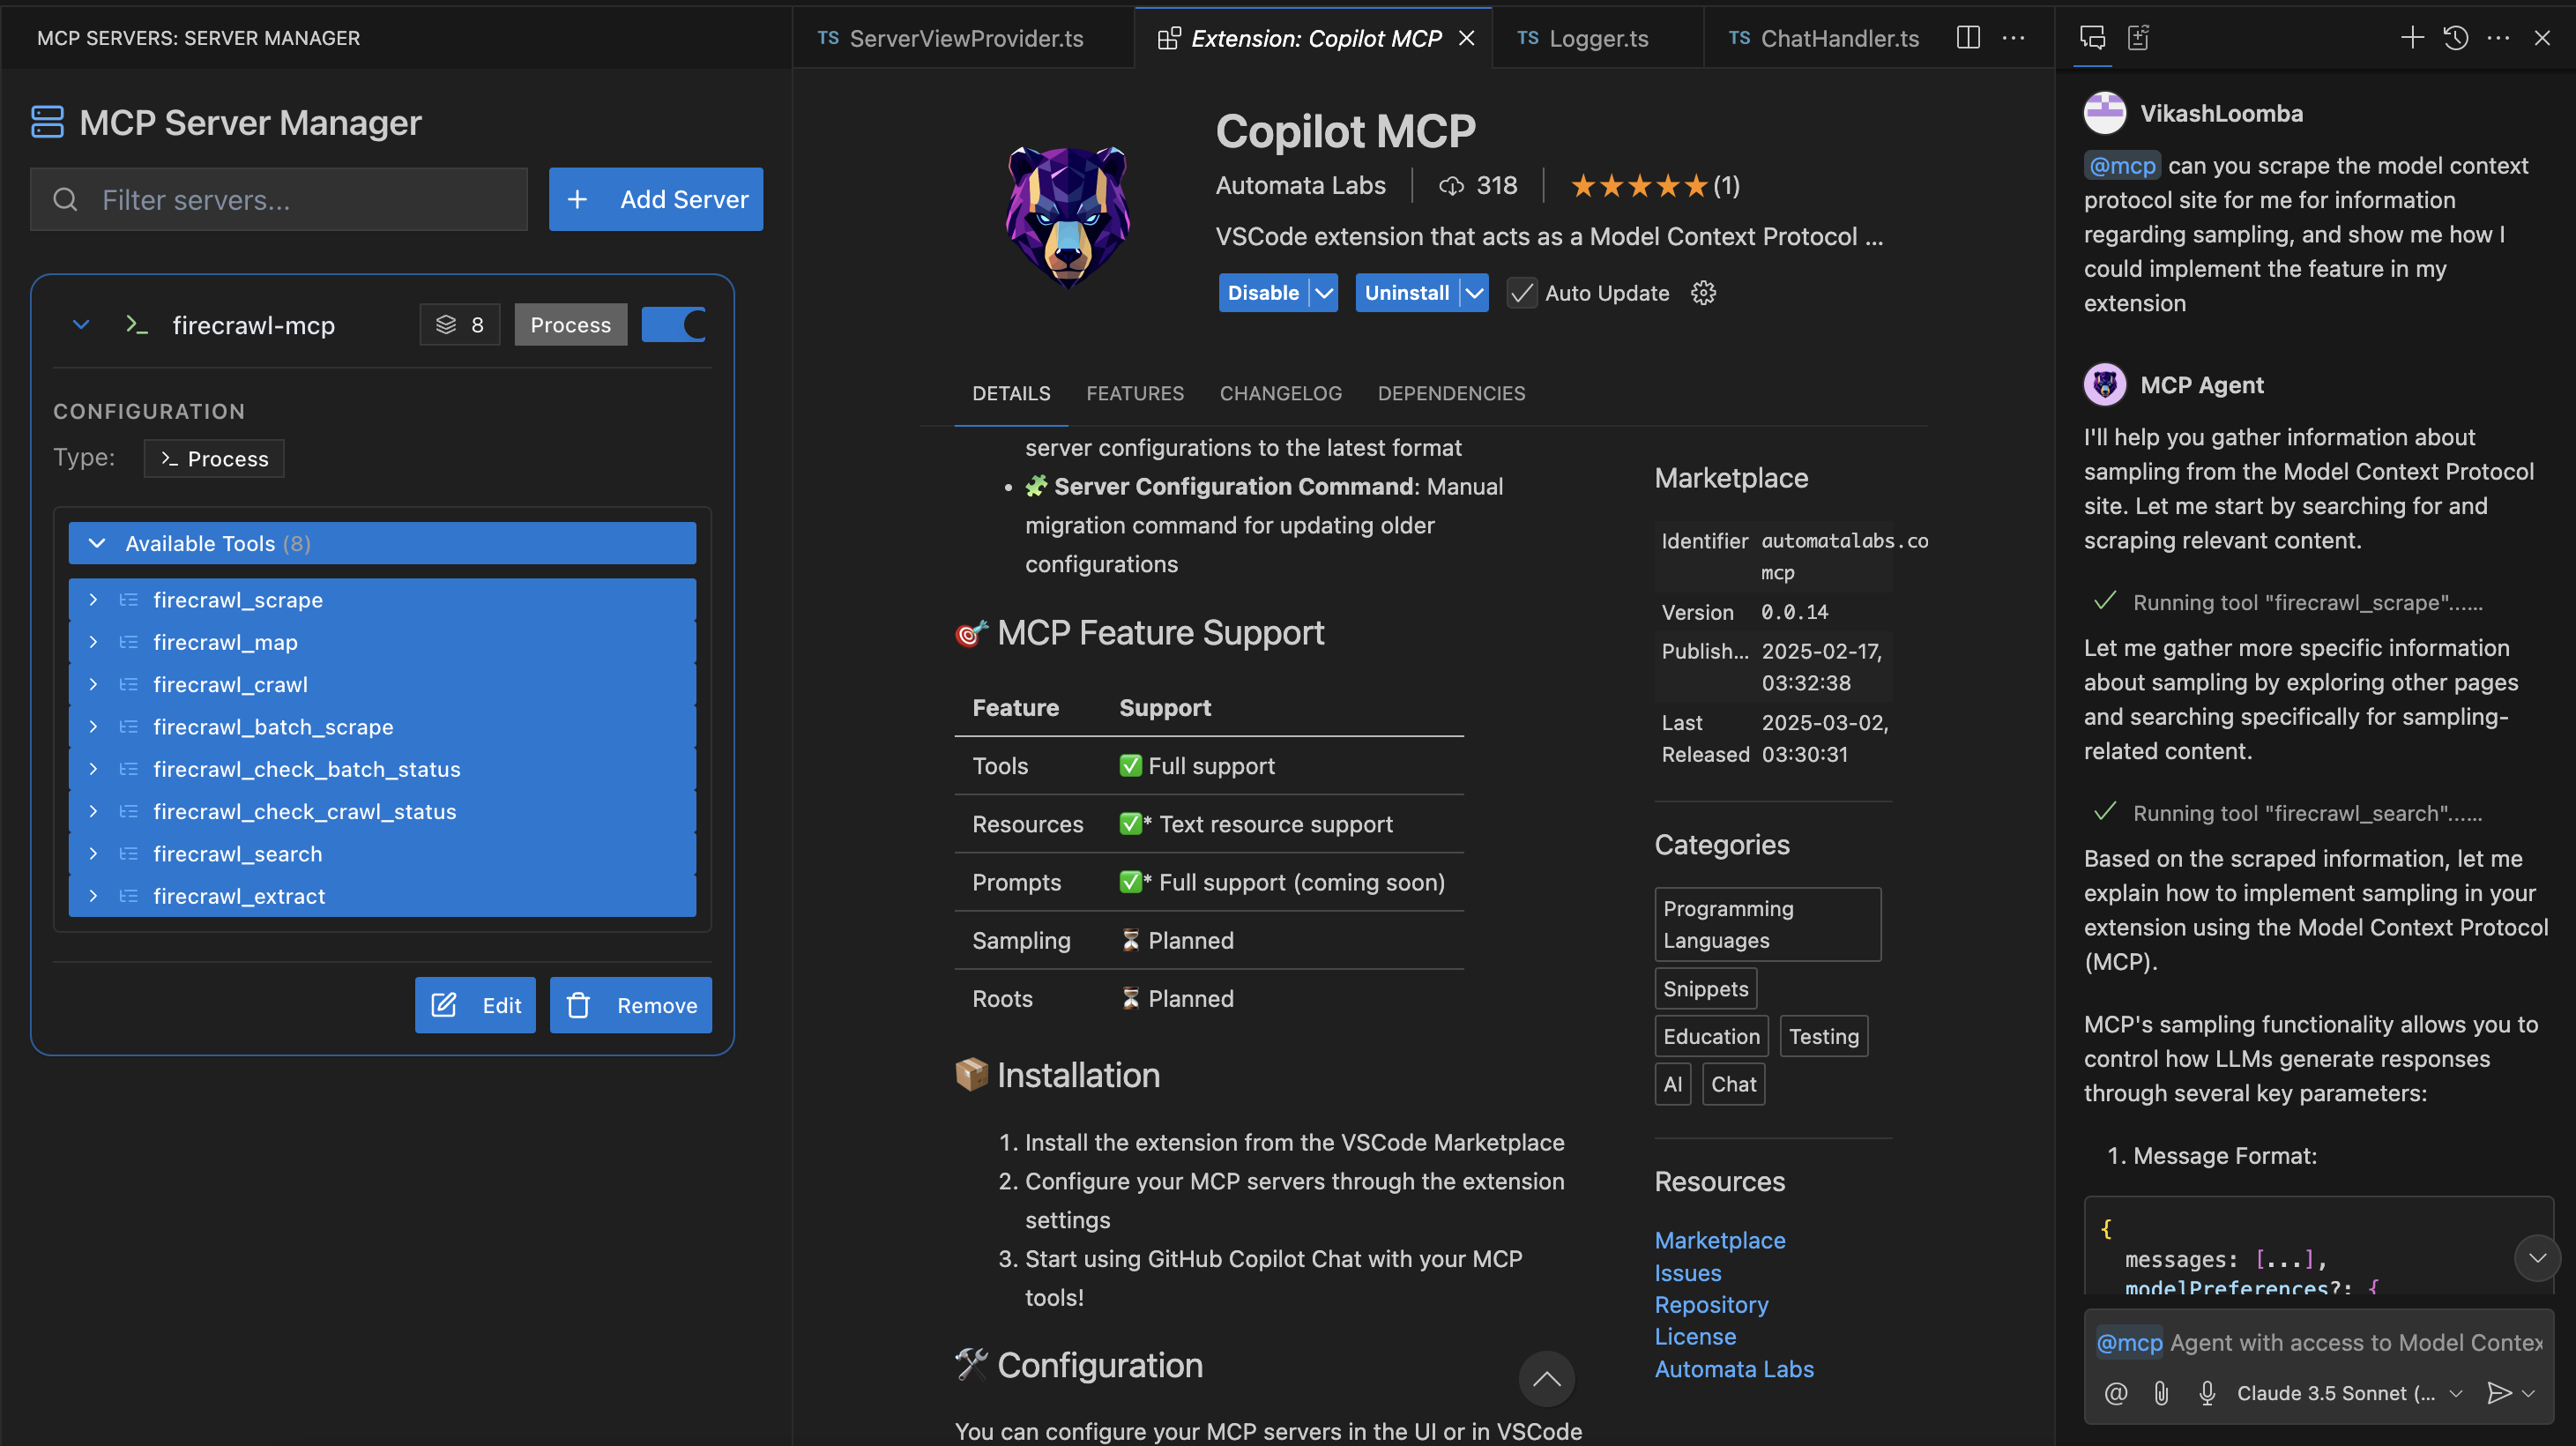 MCP SERVERS: SERVER MANAGER
MCP Server Manager
Filter servers...
Add Server
firecrawl-mcp
8
Process
CONFIGURATION
Type:
Process
Available Tools (8)
firecrawl_scrape
firecrawl_map
firecrawl_crawl
firecrawl_batch_scrape
firecrawl_check_batch_status
firecrawl_check_crawl_status
firecrawl_search
firecrawl_extract
Edit
Remove
TS ServerViewProvider.ts
Extension: Copilot MCP
TS Logger.ts
TS ChatHandler.ts
Copilot MCP
Automata Labs
318
★★★★★(1)
VSCode extension that acts as a Model Context Protocol ...
Disable
Uninstall
Auto Update
DETAILS
FEATURES
CHANGELOG
DEPENDENCIES
server configurations to the latest format
• 🧩 Server Configuration Command: Manual
migration command for updating older
configurations
🎯 MCP Feature Support
Feature Support
Tools ✅ Full support
Resources ✅* Text resource support
Prompts ✅* Full support (coming soon)
Sampling ⏳ Planned
Roots ⏳ Planned
📦 Installation
1. Install the extension from the VSCode Marketplace
2. Configure your MCP servers through the extension
settings
3. Start using GitHub Copilot Chat with your MCP
tools!
🛠️ Configuration
You can configure your MCP servers in the UI or in VSCode
Marketplace
Identifier automatalabs.co
mcp
Version 0.0.14
Publish... 2025-02-17,
03:32:38
Last 2025-03-02,
Released 03:30:31
Categories
Programming
Languages
Snippets
Education
Testing
AI
Chat
Resources
Marketplace
Issues
Repository
License
Automata Labs
VikashLoomba
@mcp can you scrape the model context
protocol site for me for information
regarding sampling, and show me how I
could implement the feature in my
extension
MCP Agent
I'll help you gather information about
sampling from the Model Context Protocol
site. Let me start by searching for and
scraping relevant content.
Running tool "firecrawl_scrape"......
Let me gather more specific information
about sampling by exploring other pages
and searching specifically for sampling-
related content.
Running tool "firecrawl_search"......
Based on the scraped information, let me
explain how to implement sampling in your
extension using the Model Context Protocol
(MCP).
MCP's sampling functionality allows you to
control how LLMs generate responses
through several key parameters:
1. Message Format:
{
messages: [...],
modelPreferences?: {
@mcp Agent with access to Model Contex
Claude 3.5 Sonnet (...